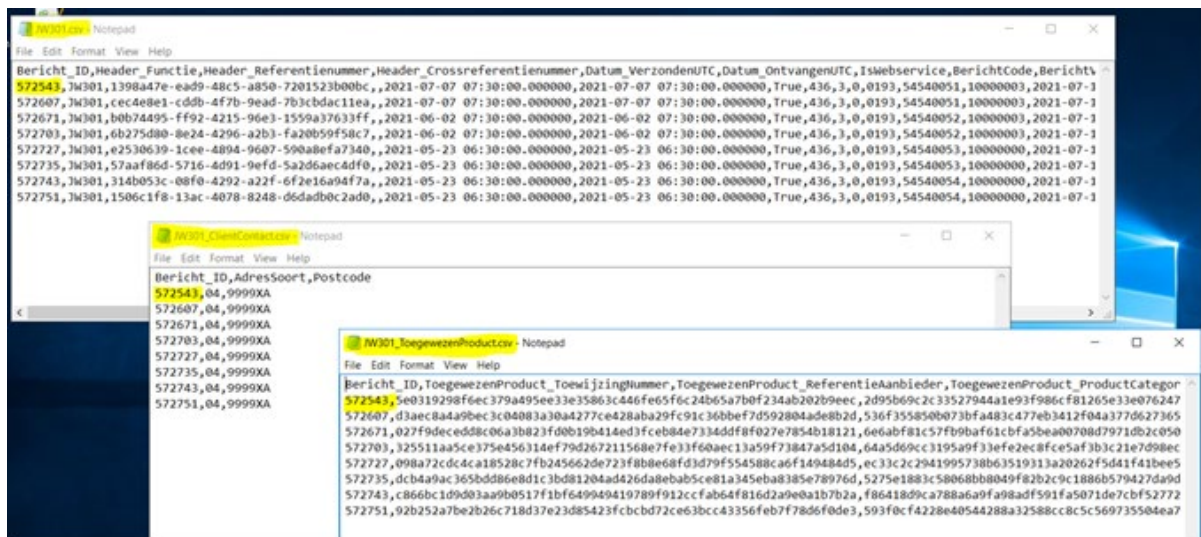 JW301.csv - Notepad
File Edit Format View Help
Bericht_ID,Header_Functie,Header_Referentienummer,Header_Crossreferentienummer,Datum_VerzondenUTC,Datum_OntvangenUTC,IsWebservice,BerichtCode,Bericht
572543,JW301,1398a47e-ead9-48c5-a850-7201523b00bc,,2021-07-07 07:30:00.000000,2021-07-07 07:30:00.000000,True,436,3,0,0193,54540051,10000003,2021-07-1
572607,JW301,cec4e8e1-cddb-4f7b-9ead-7b3cbdac11ea,,2021-07-07 07:30:00.000000,2021-07-07 07:30:00.000000,True,436,3,0,0193,54540051,10000003,2021-07-1
572671,JW301,b0b74495-ff92-4215-96e3-1559a37633ff,,2021-06-02 07:30:00.000000,2021-06-02 07:30:00.000000,True,436,3,0,0193,54540052,10000003,2021-07-1
572703,JW301,6b275d80-8e24-4296-a2b3-fa20b59f58c7,,2021-06-02 07:30:00.000000,2021-06-02 07:30:00.000000,True,436,3,0,0193,54540052,10000003,2021-07-1
572727,JW301,e2530639-1cee-4894-9607-590a8efa7340,,2021-05-23 06:30:00.000000,2021-05-23 06:30:00.000000,True,436,3,0,0193,54540053,10000000,2021-07-1
572735,JW301,57aaf86d-5716-4d91-9efd-5a2d6aec4df0,,2021-05-23 06:30:00.000000,2021-05-23 06:30:00.000000,True,436,3,0,0193,54540053,10000000,2021-07-1
572743,JW301,314b053c-08f0-4292-a22f-6f2e16a94f7a,,2021-05-23 06:30:00.000000,2021-05-23 06:30:00.000000,True,436,3,0,0193,54540054,10000000,2021-07-1
572751,JW301,1506c1f8-13ac-4078-8248-d6dadb0c2ad0,,2021-05-23 06:30:00.000000,2021-05-23 06:30:00.000000,True,436,3,0,0193,54540054,10000000,2021-07-1
JW301_ClientContact.csv - Notepad
File Edit Format View Help
Bericht_ID,AdresSoort,Postcode
572543,04,9999XA
572607,04,9999XA
572671,04,9999XA
572703,04,9999XA
572727,04,9999XA
572735,04,9999XA
572743,04,9999XA
572751,04,9999XA
JW301_ToegewezenProduct.csv - Notepad
File Edit Format View Help
Bericht_ID,ToegewezenProduct_ToewijzingNummer,ToegewezenProduct_ReferentieAanbieder,ToegewezenProduct_ProductCategor
572543,5e0319298f6ec379a495ee33e35863c446fe65f6c24b65a7b0f234ab202b9eec,2d95b69c2c33527944a1e93f986cf81265e33e076247
572607,d3aec8a4a9bec3c04083a30a4277ce428aba29fc91c36bbef7d592804ade8b2d,536f355850b073bfa483c477eb3412f04a377d627365
572671,027f9decedd8c06a3b823fd0b19b414ed3fceb84e7334ddf8f027e7854b18121,6e6abf81c57fb9baf61cbfa5bea00708d7971db2c050
572703,325511aa5ce375e456314ef79d267211568e7fe33f60aec13a59f73847a5d104,64a5d69cc3195a9f33efe2ec8fce5af3b3c21e7d98ec
572727,098a72cdc4ca18528c7fb245662de723f8b8e68fd3d79f554588ca6f149484d5,ec33c2c2941995738b63519313a20262f5d41f41bee5
572735,dcb4a9ac365bdd86e8d1c3bd81204ad426da8ebab5ce81a345eba8385e78976d,5275e1883c58068bb8049f82b2c9c1886b579427da9d
572743,c866bc1d9d03aa9b0517f1bf649949419789f912ccfab64f816d2a9e0a1b7b2a,f86418d9ca788a6a9fa98adf591fa5071de7cbf52772
572751,92b252a7be2b26c718d37e23d85423fcbcbd72ce63bcc43356feb7f78d6f0de3,593f0cf4228e40544288a32588cc8c5c569735504ea7